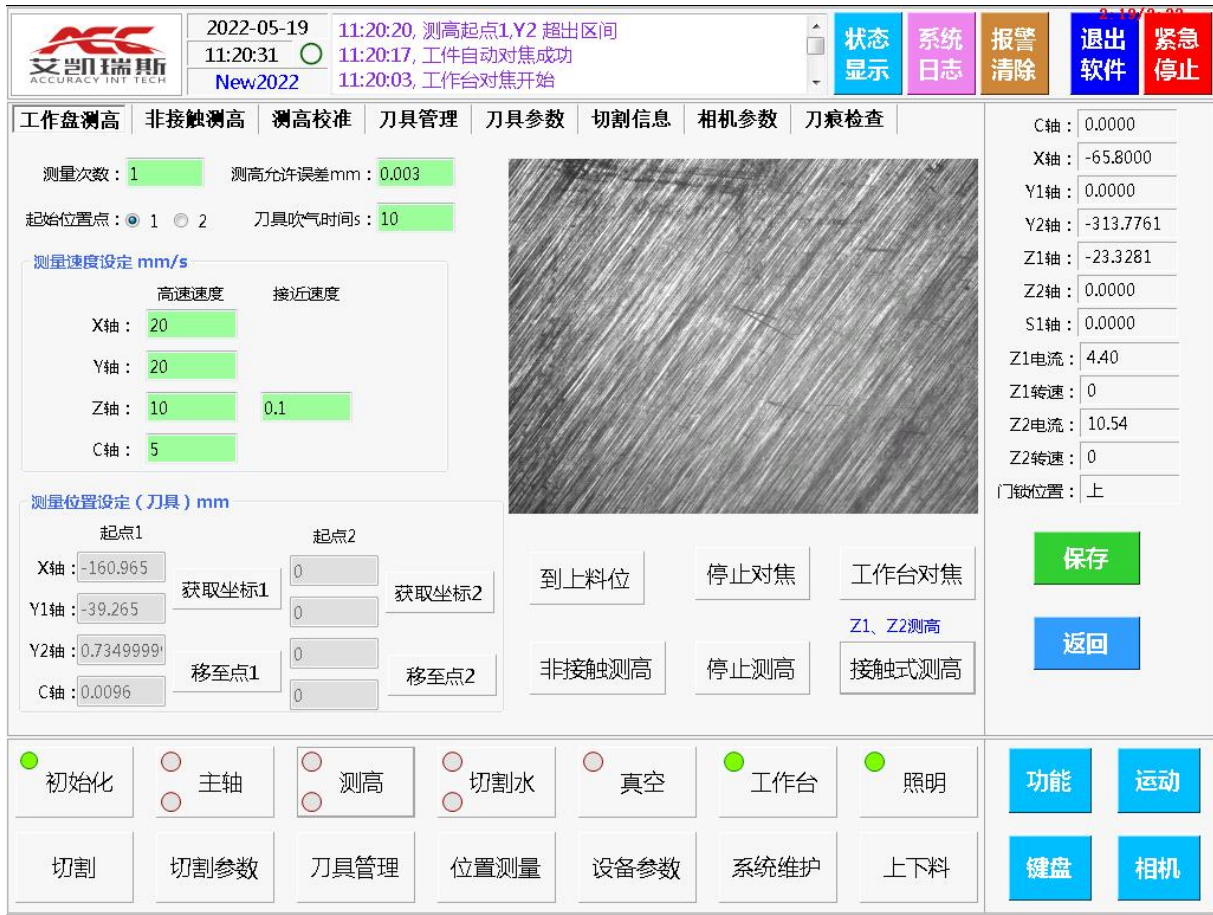 ACC
艾凯瑞斯
ACCURACY INT TECH
2022-05-19
11:20:31
New2022
11:20:20, 测高起点1,Y2 超出区间
11:20:17, 工件自动对焦成功
11:20:03, 工作台对焦开始
状态显示
系统日志
报警清除
退出软件
紧急停止
工作盘测高 非接触测高 测高校准 刀具管理 刀具参数 切割信息 相机参数 刀痕检查
测量次数：1 测高允许误差mm：0.003
起始位置点： 1 2 刀具吹气时间s：10
测量速度设定 mm/s
高速速度 接近速度
X轴：20
Y轴：20
Z轴：10 0.1
C轴：5
测量位置设定（刀具）mm
起点1 起点2
X轴：-160.965 0
获取坐标1 获取坐标2
Y1轴：-39.265 0
Y2轴：0.7349999 0
移至点1 移至点2
C轴：0.0096 0
到上料位 停止对焦 工作台对焦
Z1、Z2测高
非接触测高 停止测高 接触式测高
C轴：0.0000
X轴：-65.8000
Y1轴：0.0000
Y2轴：-313.7761
Z1轴：-23.3281
Z2轴：0.0000
S1轴：0.0000
Z1电流：4.40
Z1转速：0
Z2电流：10.54
Z2转速：0
门锁位置：上
保存
返回
初始化 主轴 测高 切割水 真空 工作台 照明
切割 切割参数 刀具管理 位置测量 设备参数 系统维护 上下料
功能 运动
键盘 相机